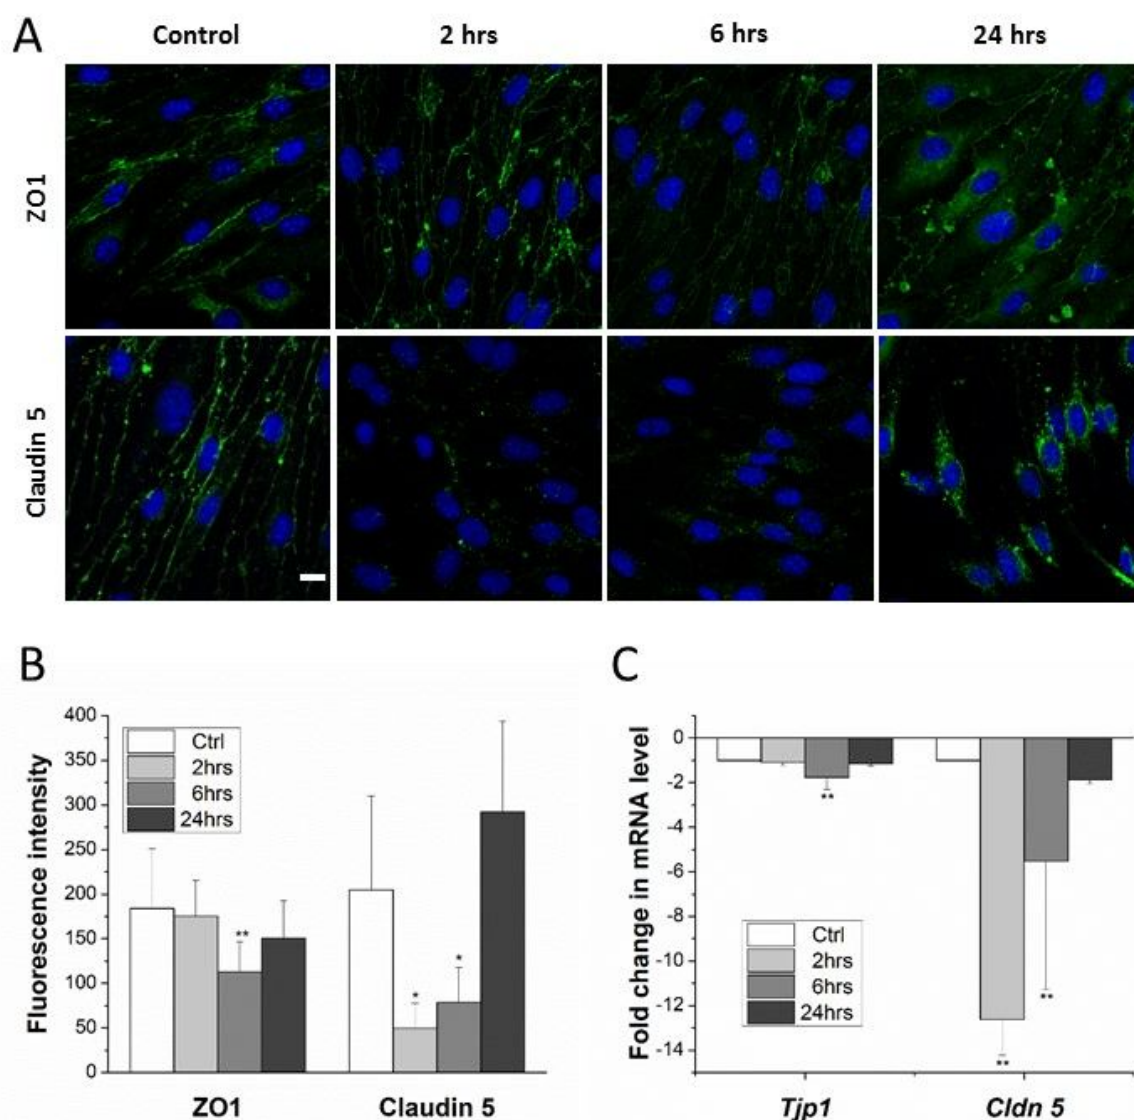 A
Control 2 hrs 6 hrs 24 hrs
ZO1
Claudin 5
B
Fluorescence intensity
400
350
300
250
200
150
100
50
0
Ctrl
2hrs
6hrs
24hrs
**
*
*
ZO1 Claudin 5
C
Fold change in mRNA level
0
-2
-4
-6
-8
-10
-12
-14
**
**
**
Ctrl
2hrs
6hrs
24hrs
Tjp1 Cldn 5